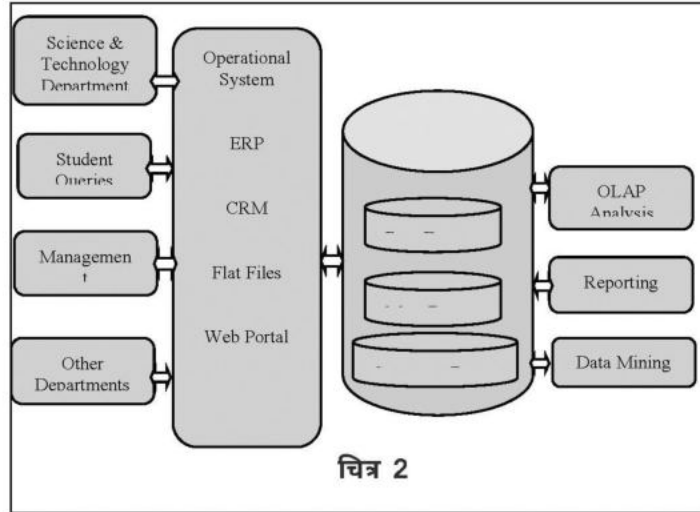 Science &
Technology
Department
Student
Queries
Managemen
t
Other
Departments
Operational
System
ERP
CRM
Flat Files
Web Portal
OLAP
Analysis
Reporting
Data Mining
चित्र 2